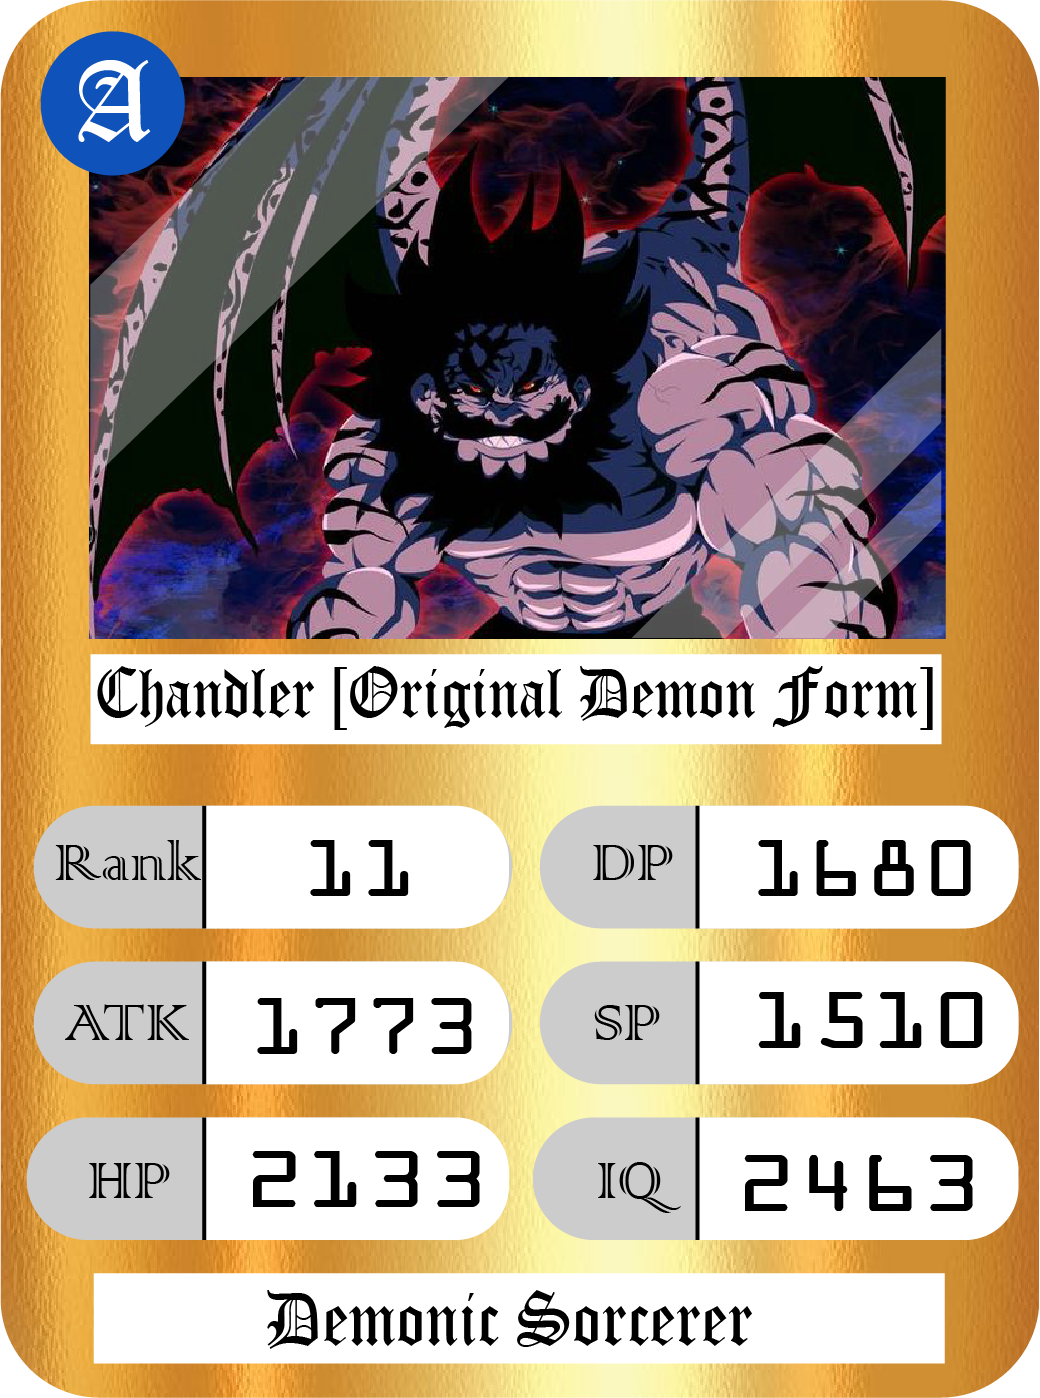 A
Chandler [Original Demon Form]
Rank 11
DP 1680
ATK 1773
SP 1510
HP 2133
IQ 2463
Demonic Sorcerer